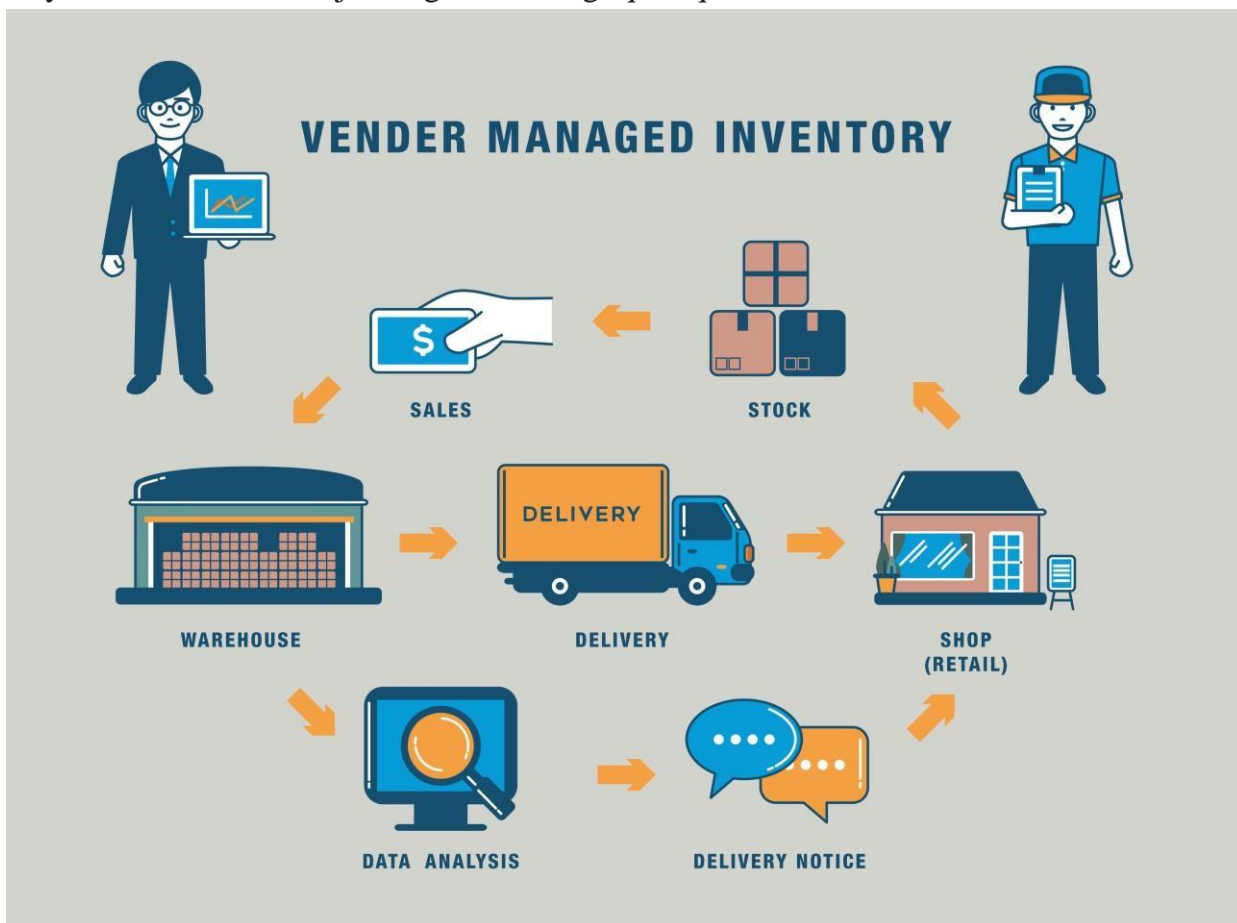 VENDER MANAGED INVENTORY
$
SALES
STOCK
DELIVERY
WAREHOUSE
DELIVERY
SHOP
(RETAIL)
DATA ANALYSIS
DELIVERY NOTICE